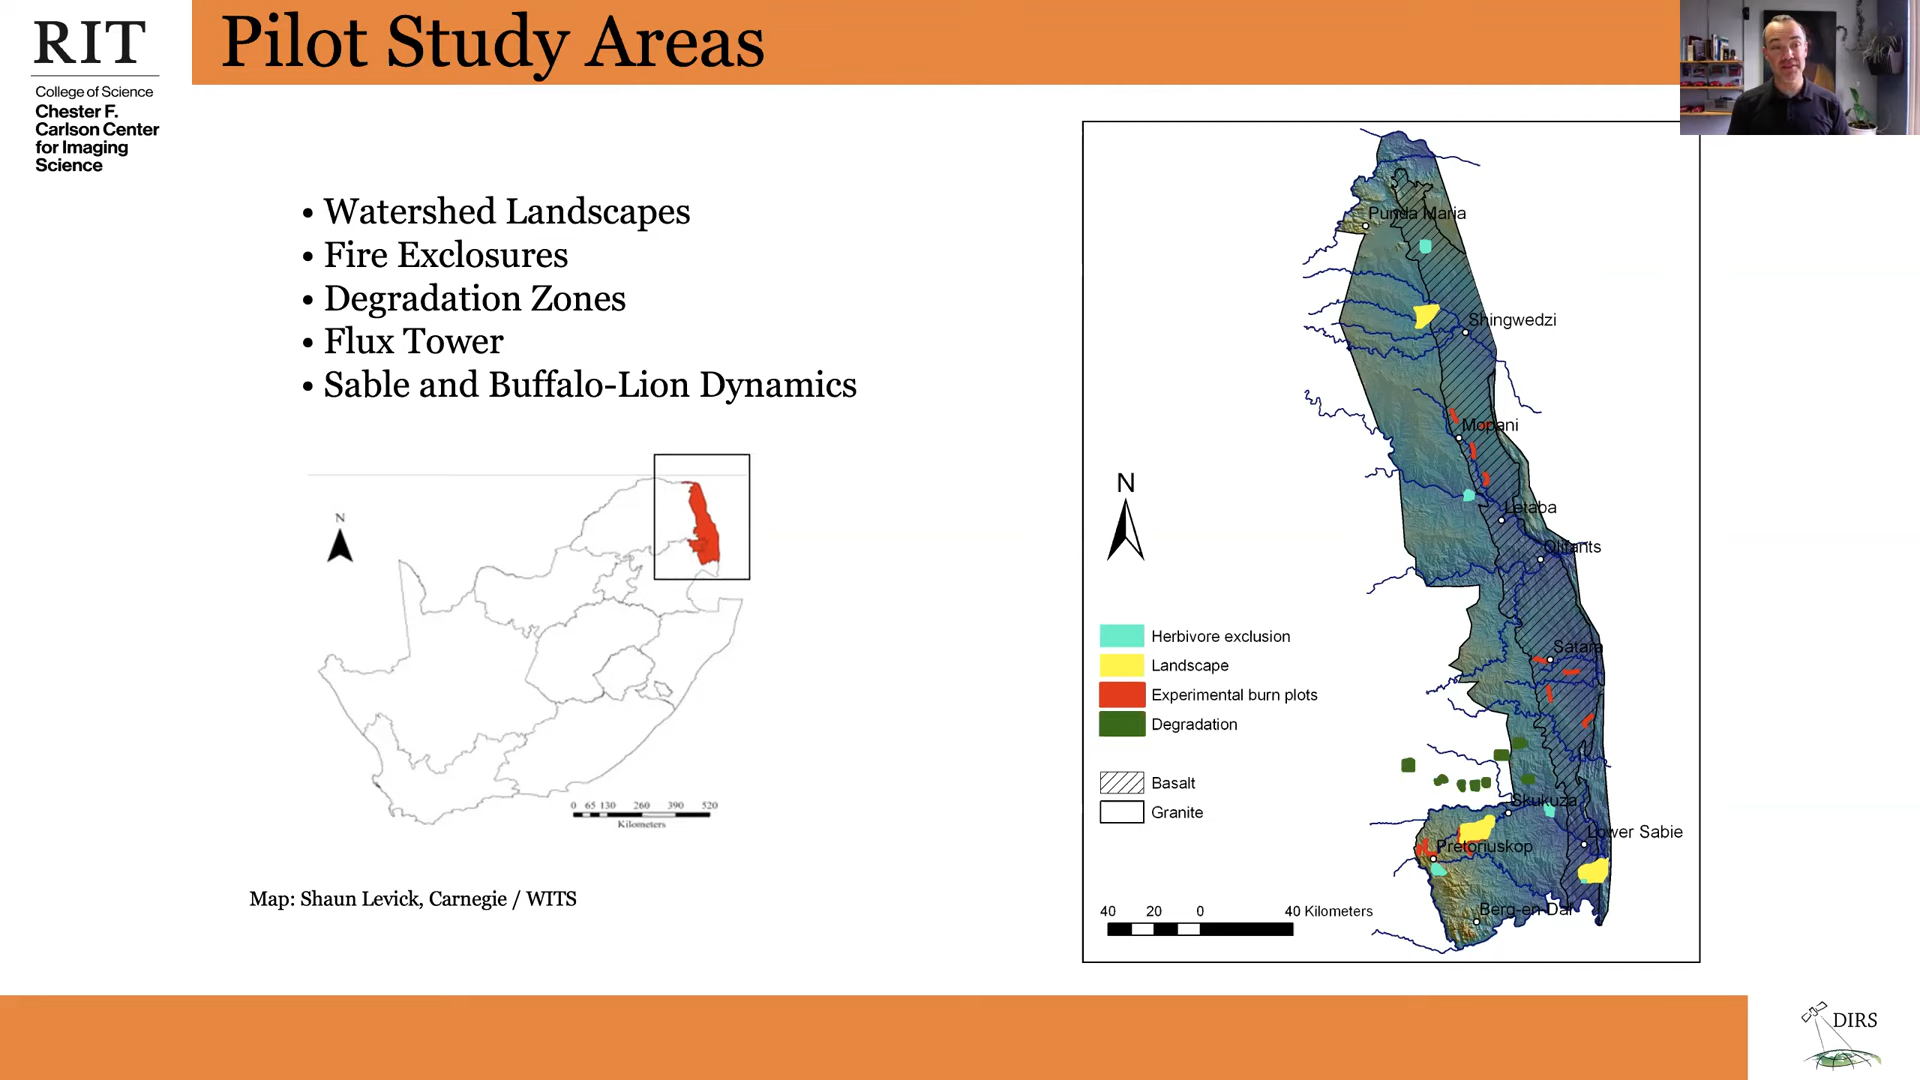 RIT
College of Science
Chester F.
Carlson Center
for Imaging
Science
Pilot Study Areas
• Watershed Landscapes
• Fire Exclosures
• Degradation Zones
• Flux Tower
• Sable and Buffalo-Lion Dynamics
N
0 65 130 260 390 520
Kilometers
Map: Shaun Levick, Carnegie / WITS
Punda Maria
Shingwedzi
Mopani
Letaba
Olifants
Satara
Skukuza
Lower Sabie
Pretoriuskop
Berg-en-Dal
N
Herbivore exclusion
Landscape
Experimental burn plots
Degradation
Basalt
Granite
40 20 0 40 Kilometers
DIRS